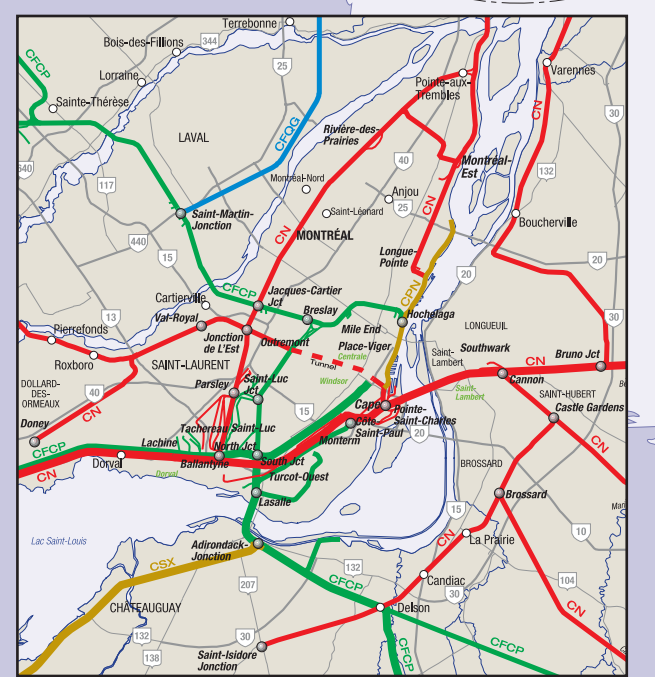 Terrebonne
Bois-des-Fillions
344
25
Lorraine
CFCP
Varennes
Pointe-aux-
Trembles
Sainte-Thérèse
CN
30
LAVAL
CFQG
Rivière-des-
Prairies
640
117
40
Montréal-
Est
132
Montréal-Nord
Anjou
25
CN
Saint-Martin-
Jonction
Saint-Léonard
Boucherville
440
15
CN
MONTRÉAL
Longue-
Pointe
20
20
CFCP
Jacques-Cartier
Jct
CPN
Cartierville
13
Val-Royal
Breslay
Hochelaga
30
Pierrefonds
Jonction
de L'Est
Outremont
Mile End
Place-Viger
LONGUEUIL
Roxboro
SAINT-LAURENT
Tunnel
Centrale
Saint-
Lambert
Southwark
CN
Bruno Jct
DOLLARD-
DES-
ORMEAUX
40
Parsley
Saint-Luc
Jct
Windsor
Saint-
Lambert
Cannon
SAINT-HUBERT
CN
Doney
15
Cape
Pointe-
Saint-Charles
Castle Gardens
Tachereau
Saint-Luc
Côte-
Saint-Paul
20
CN
CFCP
Lachine
North Jct
Monterm
CN
Dorval
Dorval
Ballantyne
South Jct
BROSSARD
Turcot-Ouest
Lasalle
15
Brossard
10
Lac Saint-Louis
Adirondack-
Jonction
CN
La Prairie
CSX
132
CFCP
207
Candiac
104
30
CHÂTEAUGUAY
Delson
CN
132
30
138
Saint-Isidore
Jonction
CFCP
CFCP